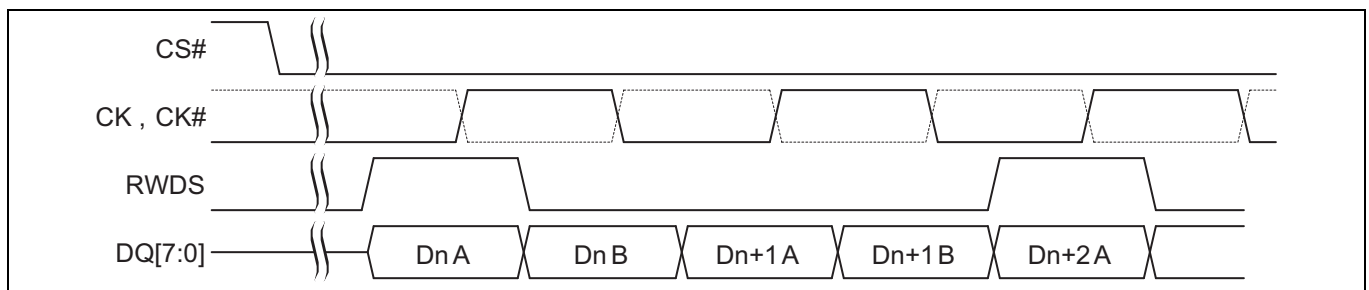 CS#
CK , CK#
RWDS
DQ[7:0]
Dn A
Dn B
Dn+1 A
Dn+1 B
Dn+2 A